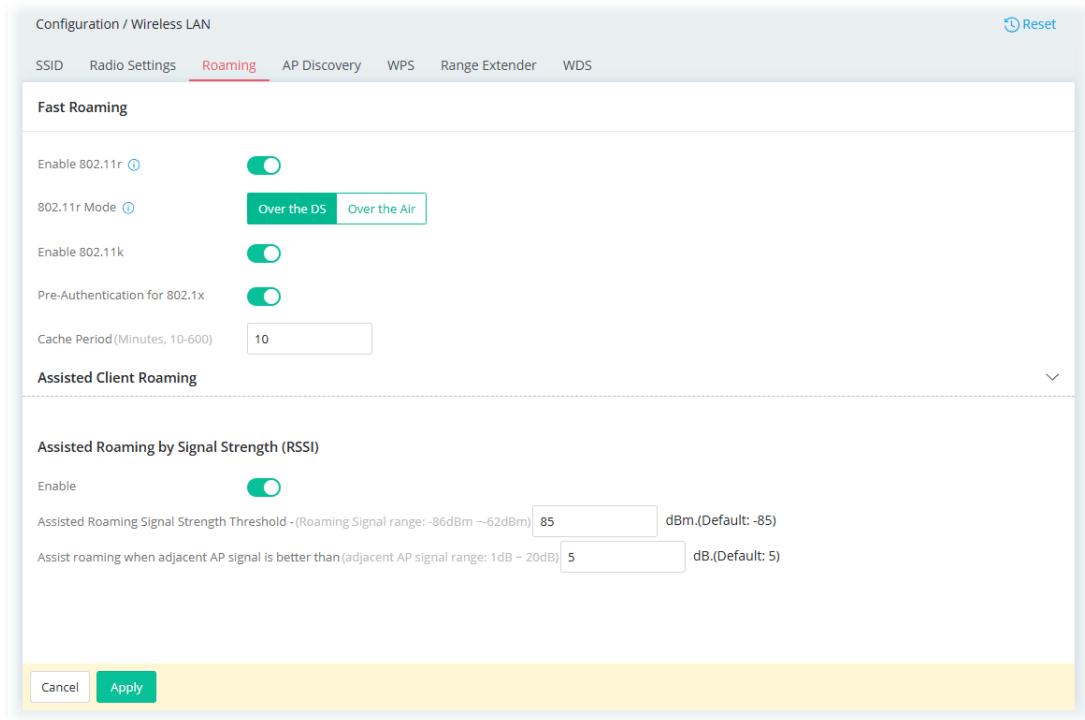 Configuration / Wireless LAN Reset
SSID Radio Settings Roaming AP Discovery WPS Range Extender WDS
Fast Roaming
Enable 802.11r
802.11r Mode Over the DS Over the Air
Enable 802.11k
Pre-Authentication for 802.1x
Cache Period (Minutes, 10-600) 10
Assisted Client Roaming
Assisted Roaming by Signal Strength (RSSI)
Enable
Assisted Roaming Signal Strength Threshold - (Roaming Signal range: -86dBm ~-62dBm) 85 dBm.(Default: -85)
Assist roaming when adjacent AP signal is better than (adjacent AP signal range: 1dB ~ 20dB) 5 dB.(Default: 5)
Cancel Apply